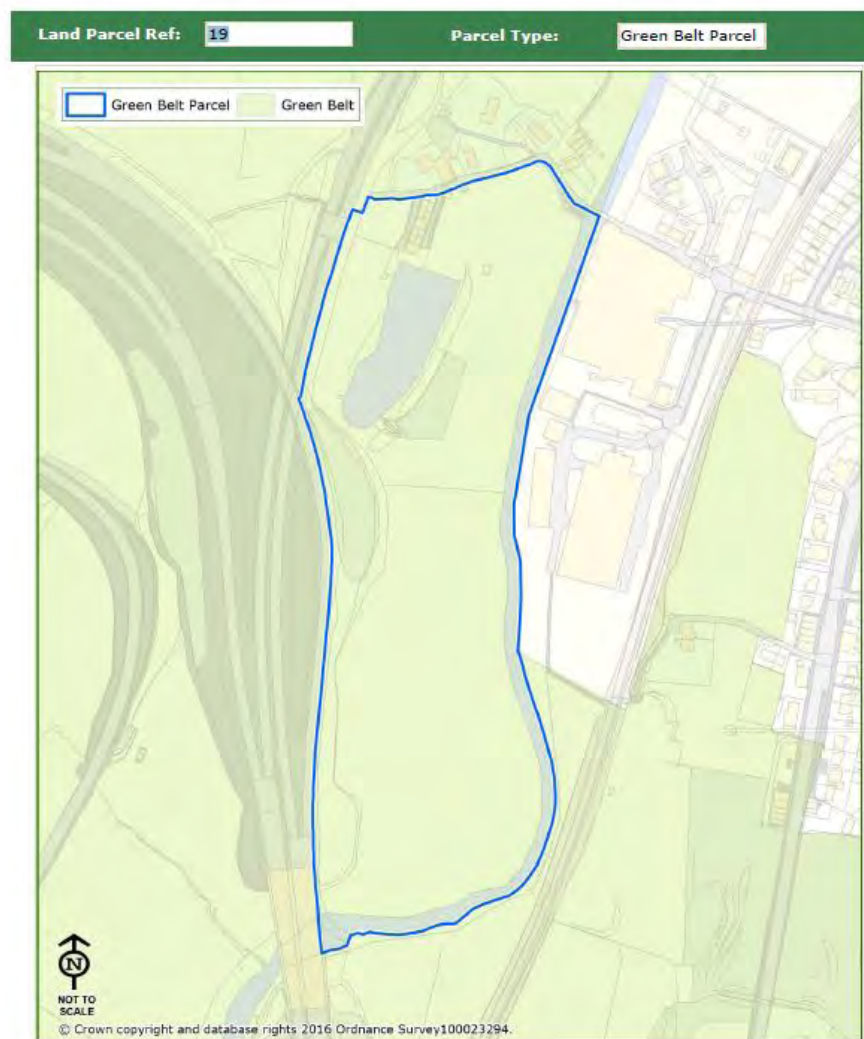 Land Parcel Ref: 19 Parcel Type: Green Belt Parcel
Green Belt Parcel Green Belt
N
NOT TO
SCALE
© Crown copyright and database rights 2016 Ordnance Survey100023294.